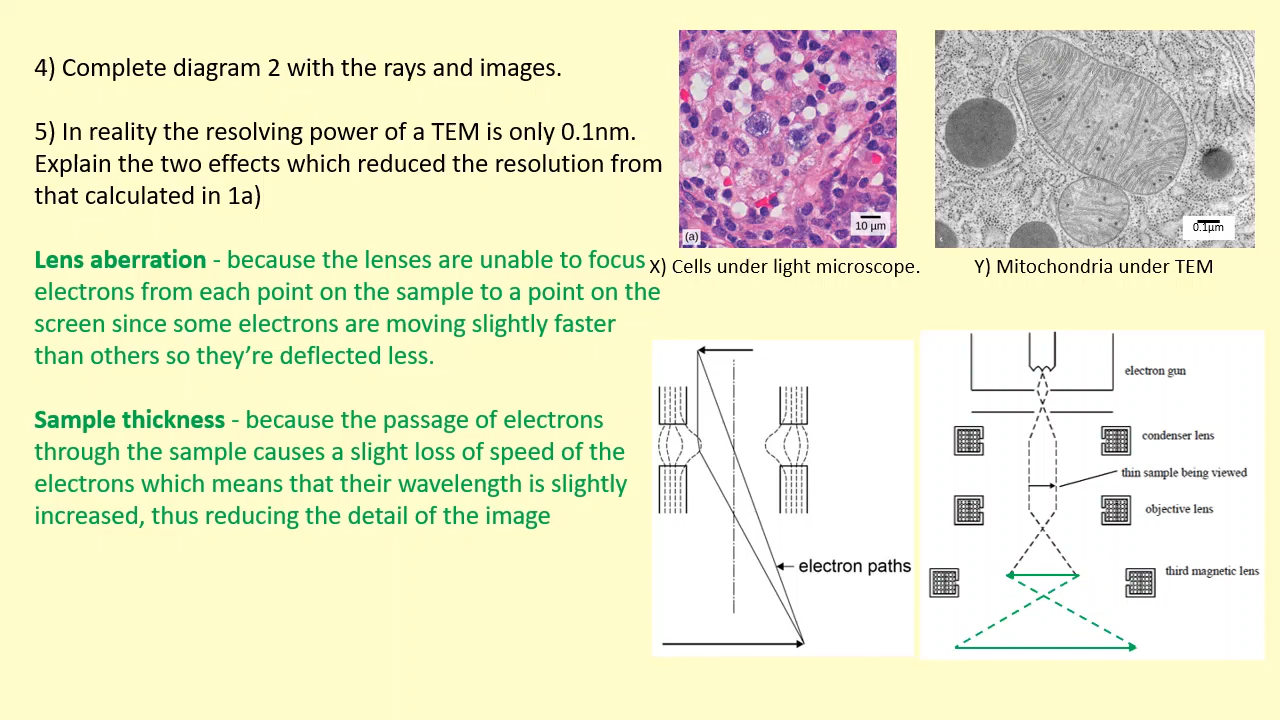 4) Complete diagram 2 with the rays and images.
5) In reality the resolving power of a TEM is only 0.1nm.
Explain the two effects which reduced the resolution from
that calculated in 1a)
Lens aberration - because the lenses are unable to focus
electrons from each point on the sample to a point on the
screen since some electrons are moving slightly faster
than others so they’re deflected less.
Sample thickness - because the passage of electrons
through the sample causes a slight loss of speed of the
electrons which means that their wavelength is slightly
increased, thus reducing the detail of the image
10 µm
(a)
X) Cells under light microscope.
0.1µm
Y) Mitochondria under TEM
electron paths
electron gun
condenser lens
thin sample being viewed
objective lens
third magnetic lens